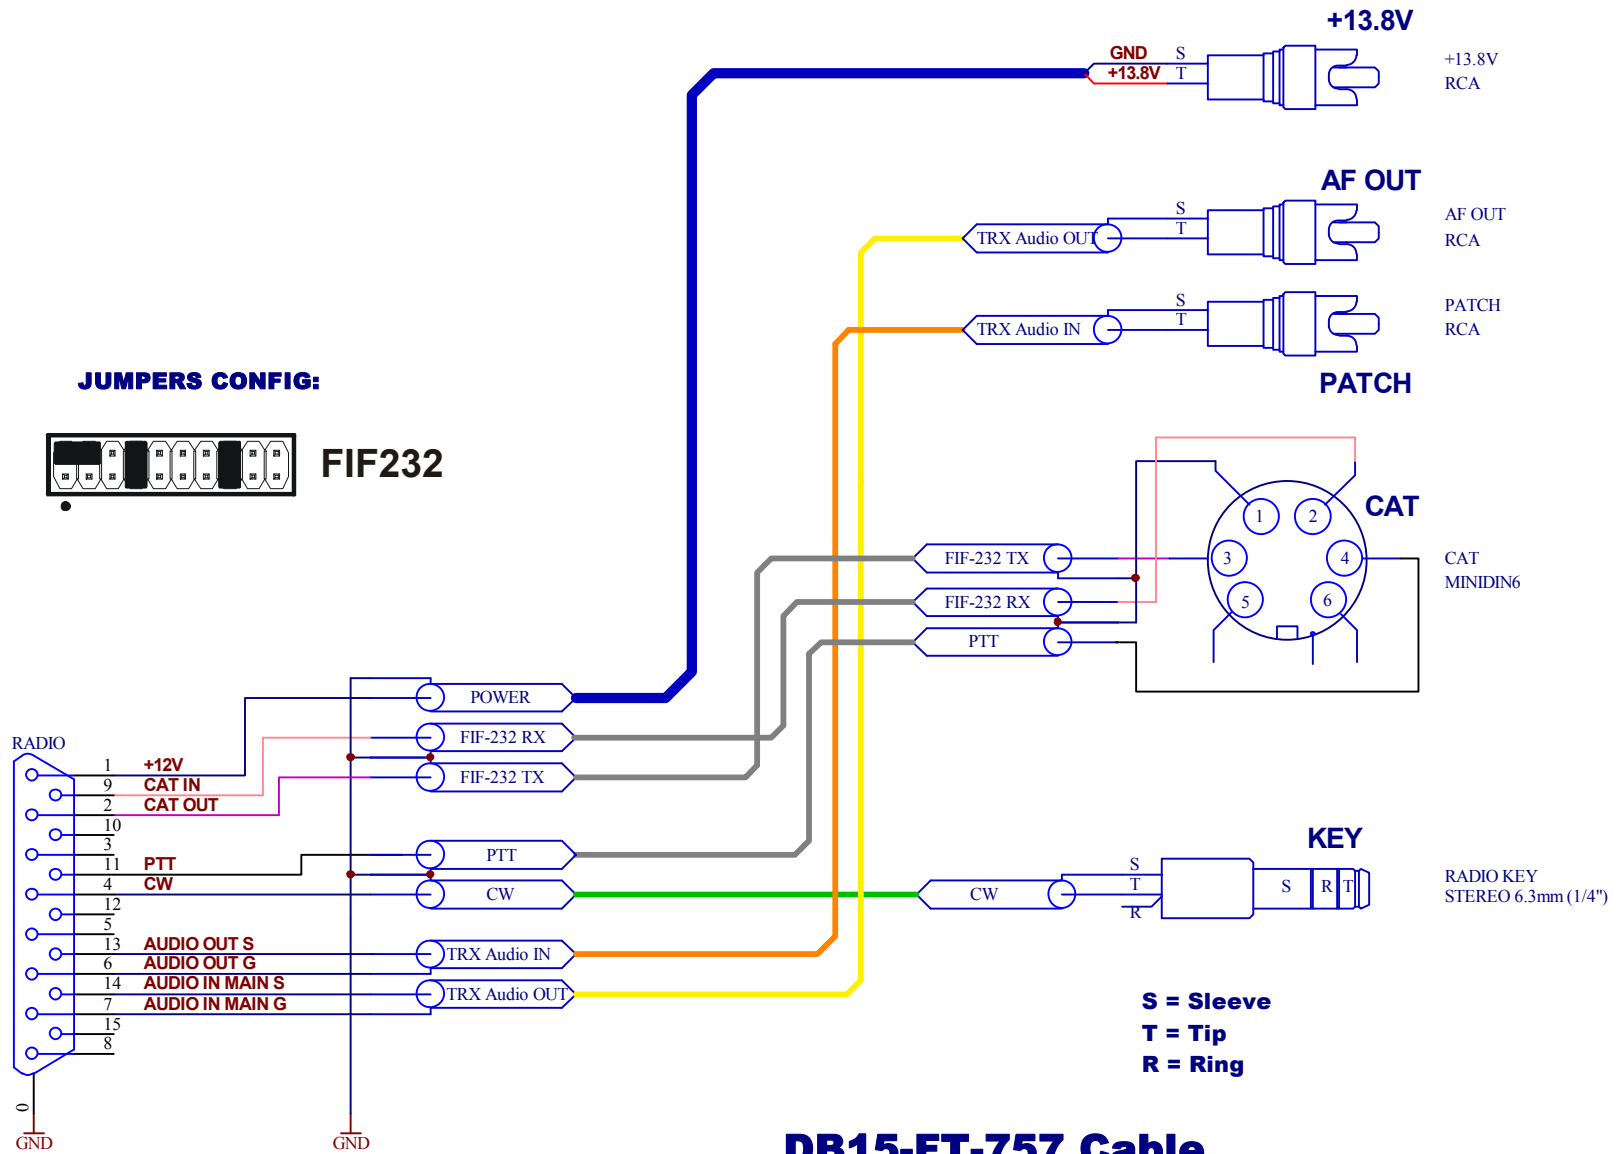 +13.8V
GND S
+13.8V T
+13.8V
RCA
AF OUT
S
T
TRX Audio OUT
AF OUT
RCA
S
T
TRX Audio IN
PATCH
RCA
PATCH
JUMPERS CONFIG:
FIF232
CAT
1 2
3 4
5 6
FIF-232 TX
FIF-232 RX
PTT
CAT
MINIDIN6
POWER
FIF-232 RX
FIF-232 TX
PTT
CW
TRX Audio IN
TRX Audio OUT
RADIO
1 +12V
9 CAT IN
2 CAT OUT
10
3
11 PTT
4 CW
12
5
13 AUDIO OUT S
6 AUDIO OUT G
14 AUDIO IN MAIN S
7 AUDIO IN MAIN G
15
8
0
GND
GND
KEY
CW
S
T
R
S R T
RADIO KEY
STEREO 6.3mm (1/4")
S = Sleeve
T = Tip
R = Ring
DB15-FT-757 Cable